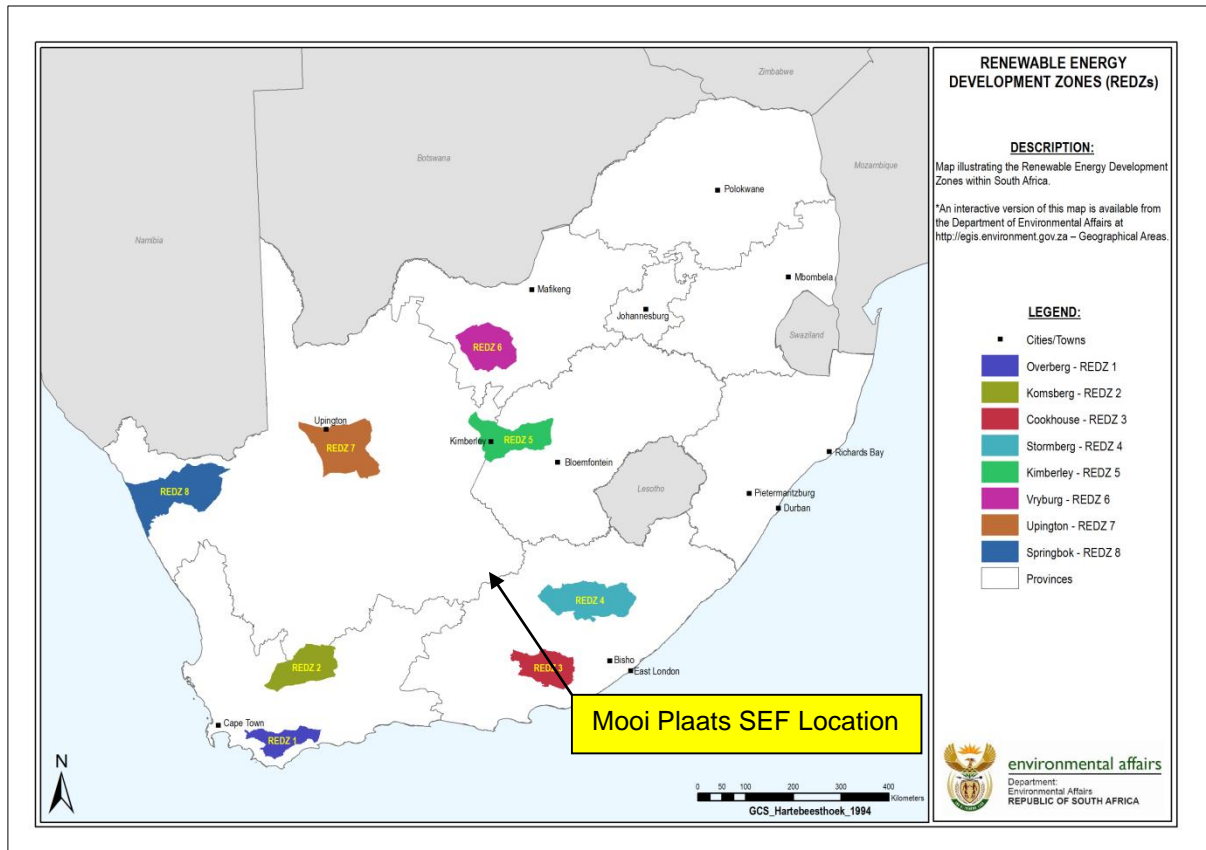 Zimbabwe
Botswana
Mozambique
Namibia
Polokwane
Mbombela
Mafikeng
Johannesburg
Swaziland
REDZ 6
Upington
REDZ 7
Kimberley
REDZ 5
Bloemfontein
Richards Bay
Lesotho
REDZ 8
Pietermaritzburg
Durban
REDZ 4
REDZ 2
REDZ 3
Bisho
East London
Cape Town
REDZ 1
Mooi Plaats SEF Location
N
0 50 100 200 300 400
Kilometers
GCS_Hartebeesthoek_1994
RENEWABLE ENERGY
DEVELOPMENT ZONES (REDZs)
DESCRIPTION:
Map illustrating the Renewable Energy Development
Zones within South Africa.
*An interactive version of this map is available from
the Department of Environmental Affairs at
http://egis.environment.gov.za – Geographical Areas.
LEGEND:
Cities/Towns
Overberg - REDZ 1
Komsberg - REDZ 2
Cookhouse - REDZ 3
Stormberg - REDZ 4
Kimberley - REDZ 5
Vryburg - REDZ 6
Upington - REDZ 7
Springbok - REDZ 8
Provinces
environmental affairs
Department:
Environmental Affairs
REPUBLIC OF SOUTH AFRICA